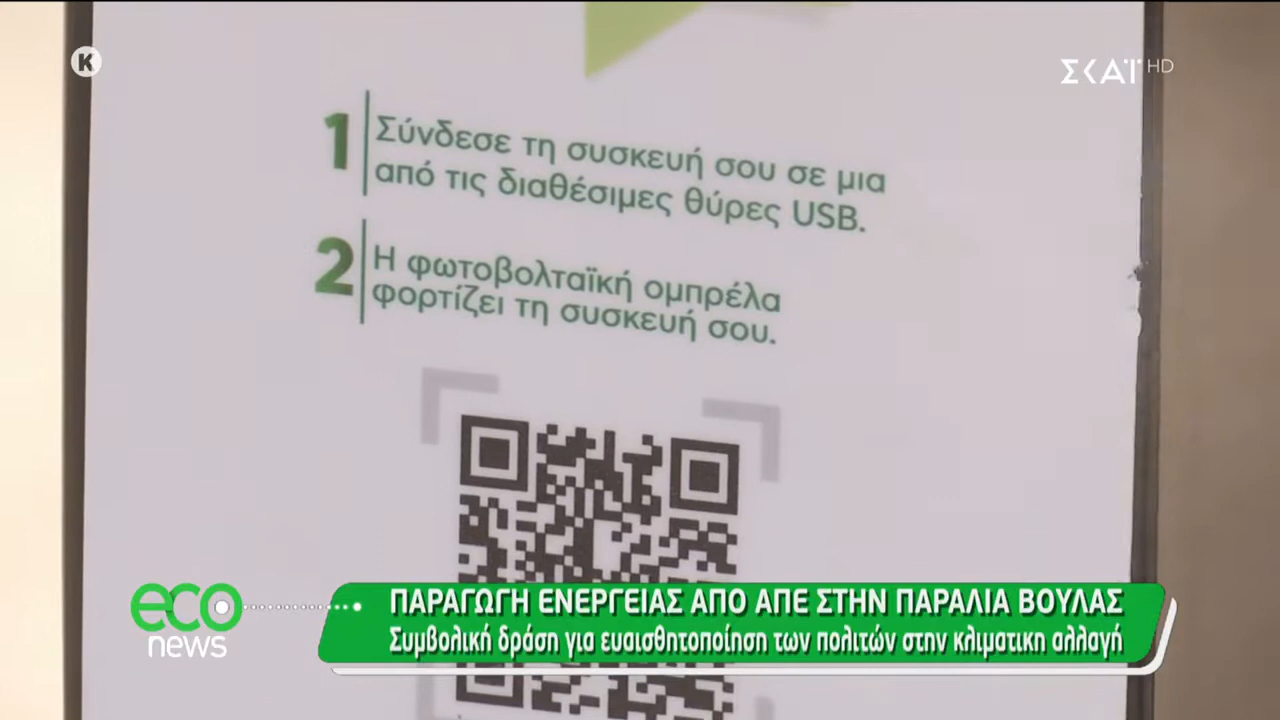 K
ΣΚΑΪ HD
1 Σύνδεσε τη συσκευή σου σε μια
από τις διαθέσιμες θύρες USB.
2 Η φωτοβολταϊκή ομπρέλα
φορτίζει τη συσκευή σου.
eco
news
ΠΑΡΑΓΩΓΗ ΕΝΕΡΓΕΙΑΣ ΑΠΟ ΑΠΕ ΣΤΗΝ ΠΑΡΑΛΙΑ ΒΟΥΛΑΣ
Συμβολική δράση για ευαισθητοποίηση των πολιτών στην κλιματικη αλλαγή